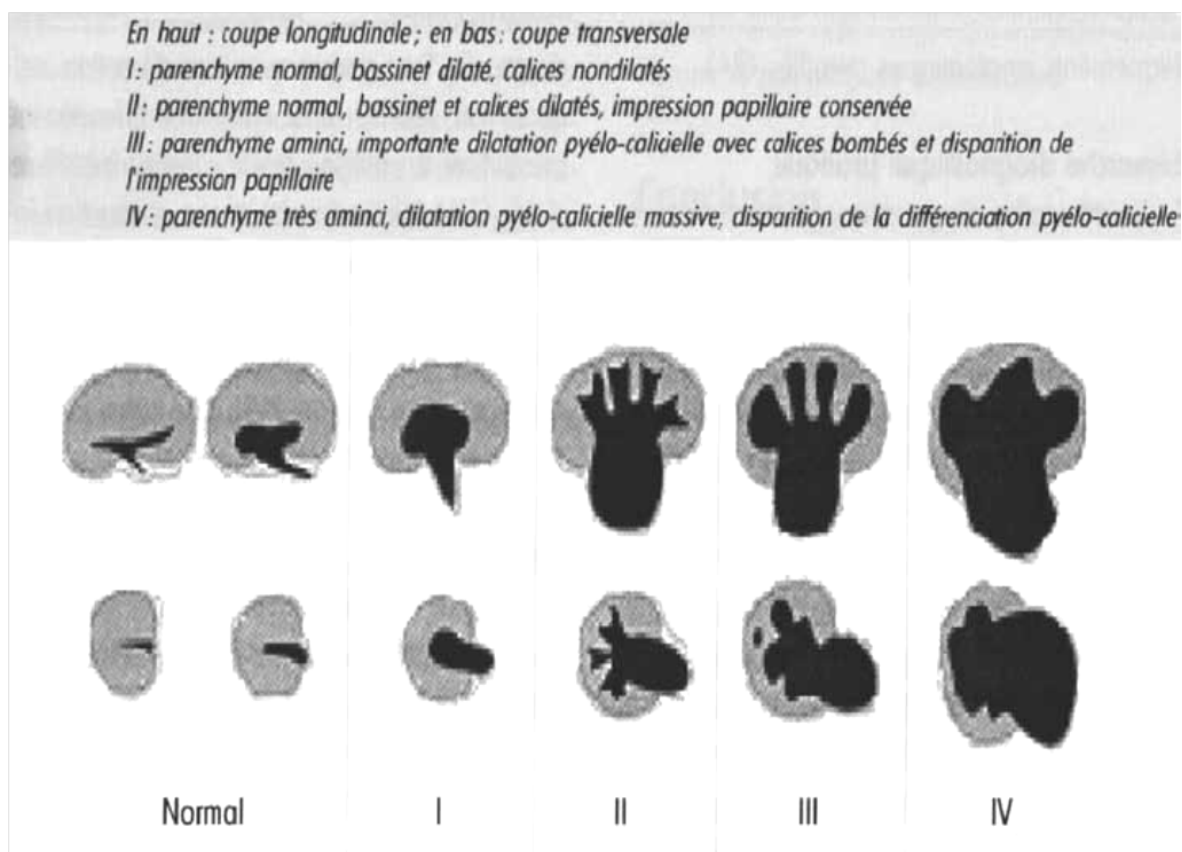 En haut : coupe longitudinale ; en bas : coupe transversale
I : parenchyme normal, bassinet dilaté, calices nondilatés
II : parenchyme normal, bassinet et calices dilatés, impression papillaire conservée
III : parenchyme aminci, importante dilatation pyélo-calicielle avec calices bombés et disparition de
l'impression papillaire
IV : parenchyme très aminci, dilatation pyélo-calicielle massive, disparition de la différenciation pyélo-calicielle
Normal I II III IV